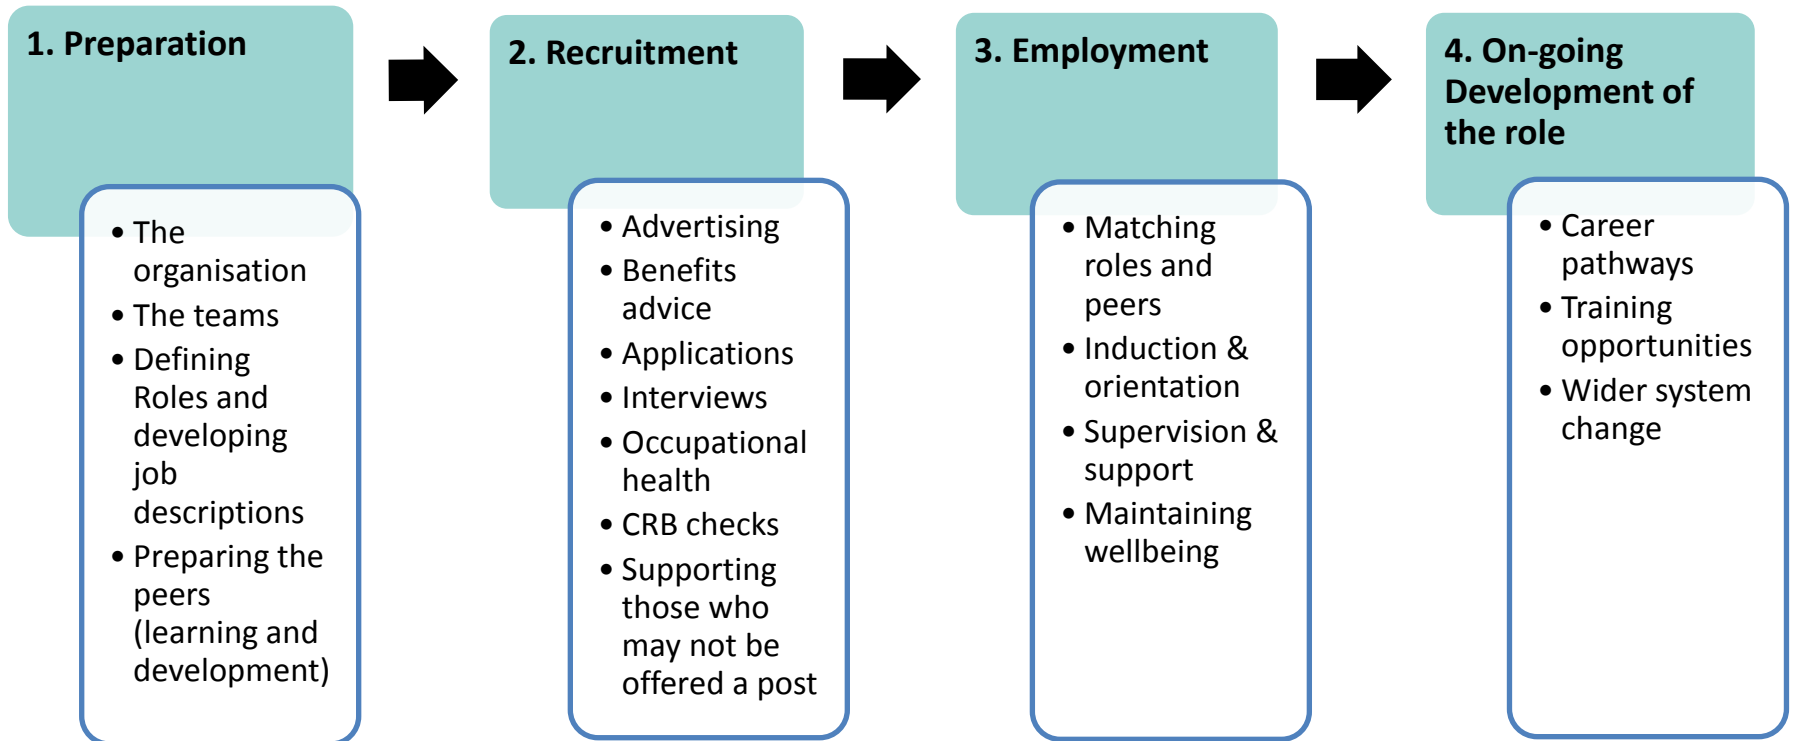 1. Preparation
• The
organisation
• The teams
• Defining
Roles and
developing
job
descriptions
• Preparing the
peers
(learning and
development)
2. Recruitment
• Advertising
• Benefits
advice
• Applications
• Interviews
• Occupational
health
• CRB checks
• Supporting
those who
may not be
offered a post
3. Employment
• Matching
roles and
peers
• Induction &
orientation
• Supervision &
support
• Maintaining
wellbeing
4. On-going
Development of
the role
• Career
pathways
• Training
opportunities
• Wider system
change